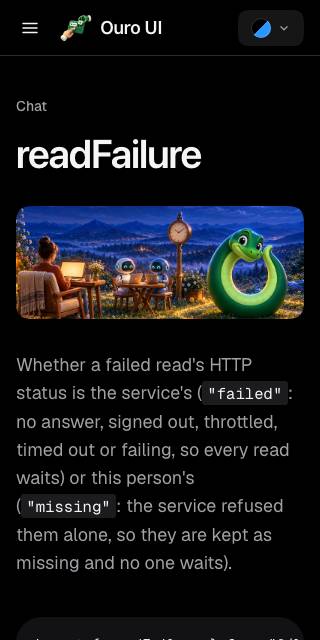 Ouro UI
Chat
readFailure
Whether a failed read's HTTP
status is the service's ("failed":
no answer, signed out, throttled,
timed out or failing, so every read
waits) or this person's
("missing": the service refused
them alone, so they are kept as
missing and no one waits).